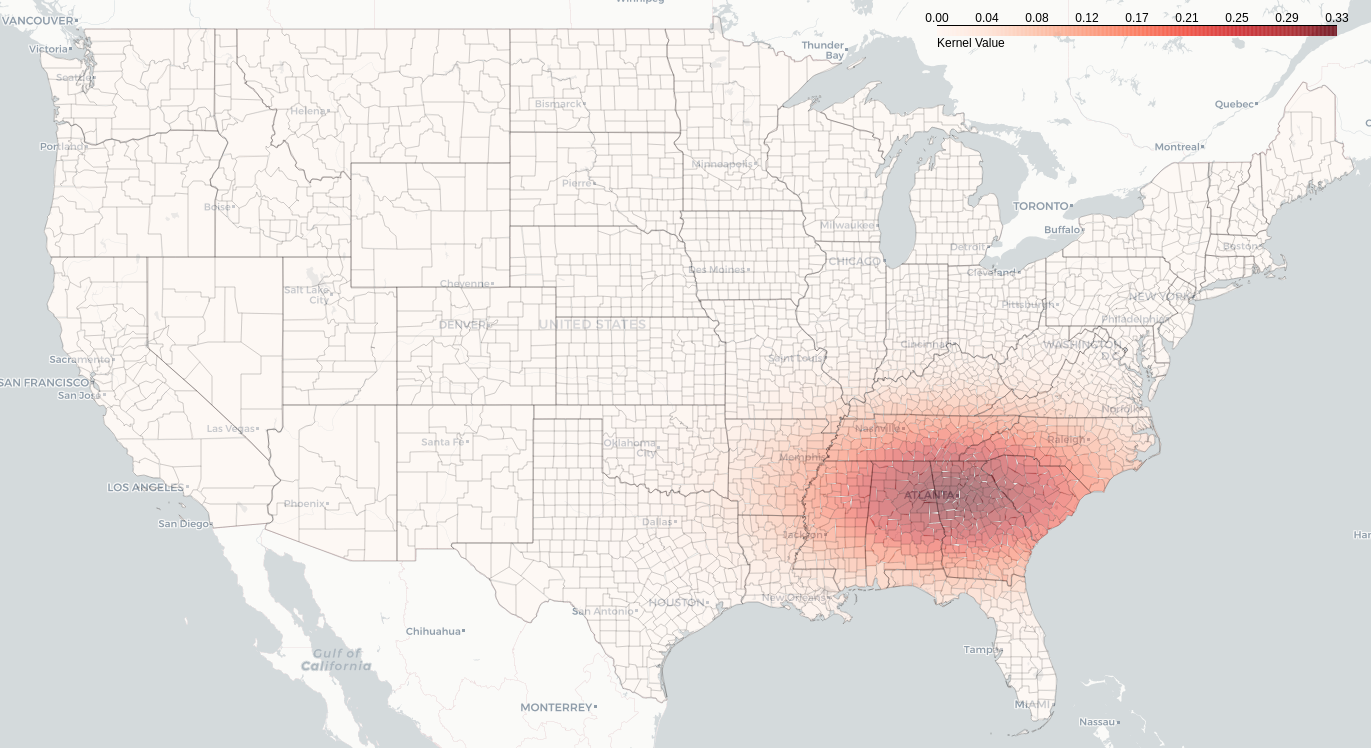 Winnipeg
0.00 0.04 0.08 0.12 0.17 0.21 0.25 0.29 0.33
VANCOUVER
Kernel Value
Victoria
Thunder
Bay
Seattle
Bismarck
Quebec
Helena
Portland
Montreal
Minneapolis
Pierre
Boise
TORONTO
Milwaukee
Buffalo
Detroit
Boston
CHICAGO
Des Moines
Cleveland
Salt Lake
City
Cheyenne
Pittsburgh
NEW YORK
DENVER
UNITED STATES
Philadelphia
Cincinnati
WASHINGTON
D.C.
Sacramento
Saint Louis
SAN FRANCISCO
San Jose
Norfolk
Las Vegas
Nashville
Santa Fe
Oklahoma
City
Raleigh
Memphis
LOS ANGELES
Phoenix
ATLANTA
San Diego
Dallas
Jackson
Har
New Orleans
HOUSTON
San Antonio
Chihuahua
Tampa
Gulf of
California
MONTERREY
MIAMI
Nassau